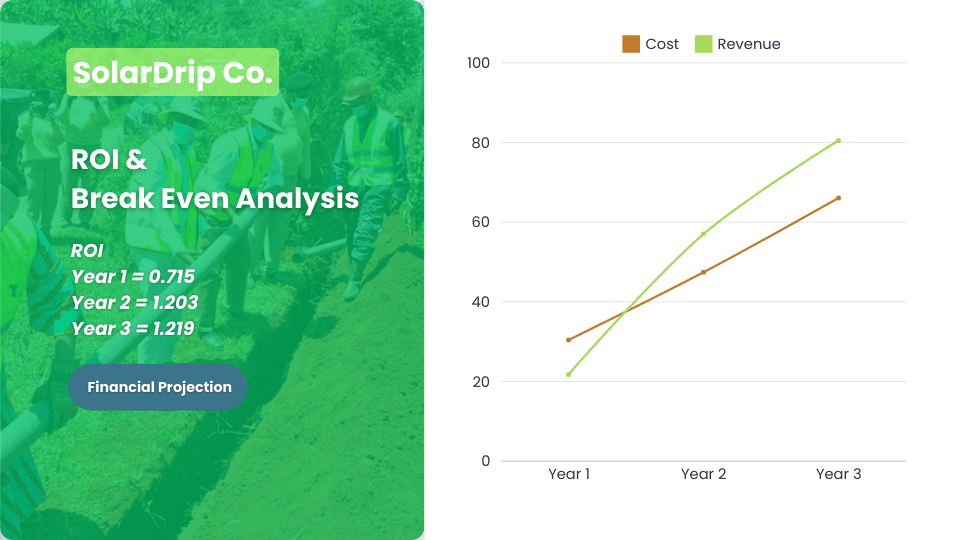 SolarDrip Co.
ROI &
Break Even Analysis
ROI
Year 1 = 0.715
Year 2 = 1.203
Year 3 = 1.219
Financial Projection
Cost
Revenue
100
80
60
40
20
0
Year 1
Year 2
Year 3